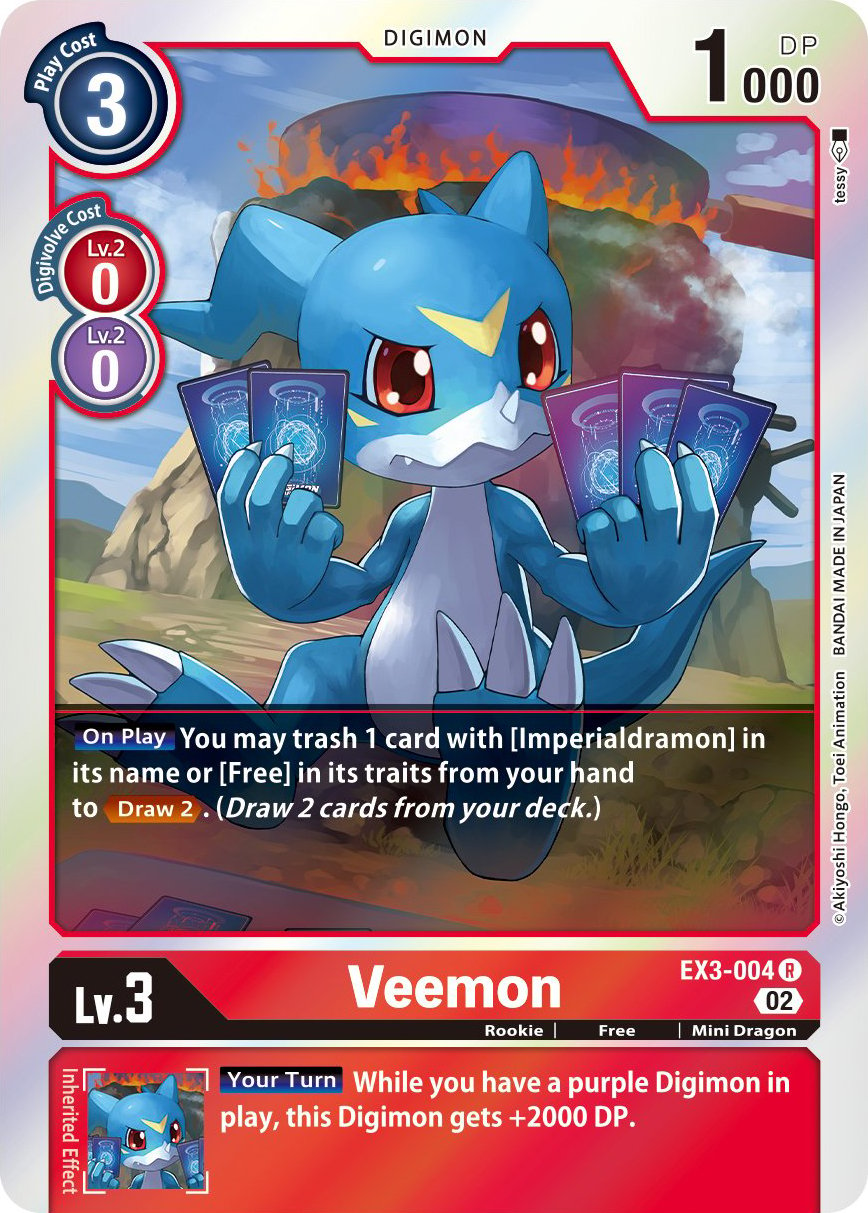 DIGIMON
Play Cost
3
DP
1000
Digivolve Cost
Lv.2
0
Lv.2
0
tessy
On Play You may trash 1 card with [Imperialdramon] in
its name or [Free] in its traits from your hand
to Draw 2. (Draw 2 cards from your deck.)
©Akiyoshi Hongo, Toei Animation BANDAI MADE IN JAPAN
Lv.3
Veemon
EX3-004 R
02
Rookie | Free | Mini Dragon
Inherited Effect
Your Turn While you have a purple Digimon in
play, this Digimon gets +2000 DP.